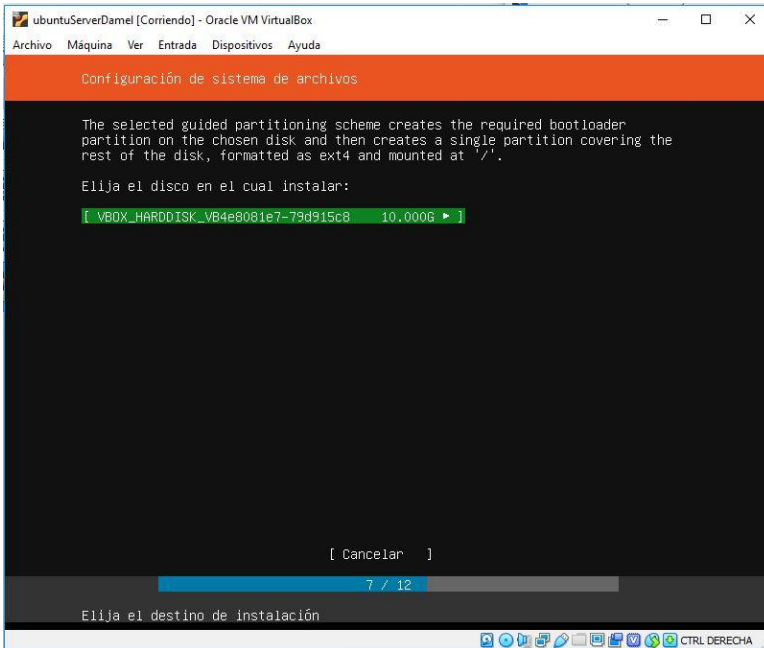 ubuntuServerDamel [Corriendo] - Oracle VM VirtualBox
Archivo Máquina Ver Entrada Dispositivos Ayuda
Configuración de sistema de archivos
The selected guided partitioning scheme creates the required bootloader
partition on the chosen disk and then creates a single partition covering the
rest of the disk, formatted as ext4 and mounted at '/'.
Elija el disco en el cual instalar:
[ VBOX_HARDDISK_VB4e8081e7-79d915c8 10.000G ▸ ]
[ Cancelar ]
7 / 12
Elija el destino de instalación
CTRL DERECHA